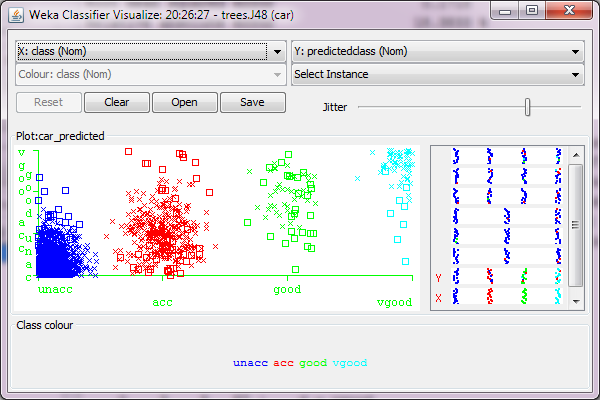 Weka Classifier Visualize: 20:26:27 - trees.J48 (car)
X: class (Nom)
Y: predictedclass (Nom)
Colour: class (Nom)
Select Instance
Reset
Clear
Open
Save
Jitter
Plot:car_predicted
unacc
acc
good
vgood
Y
X
Class colour
unacc acc good vgood